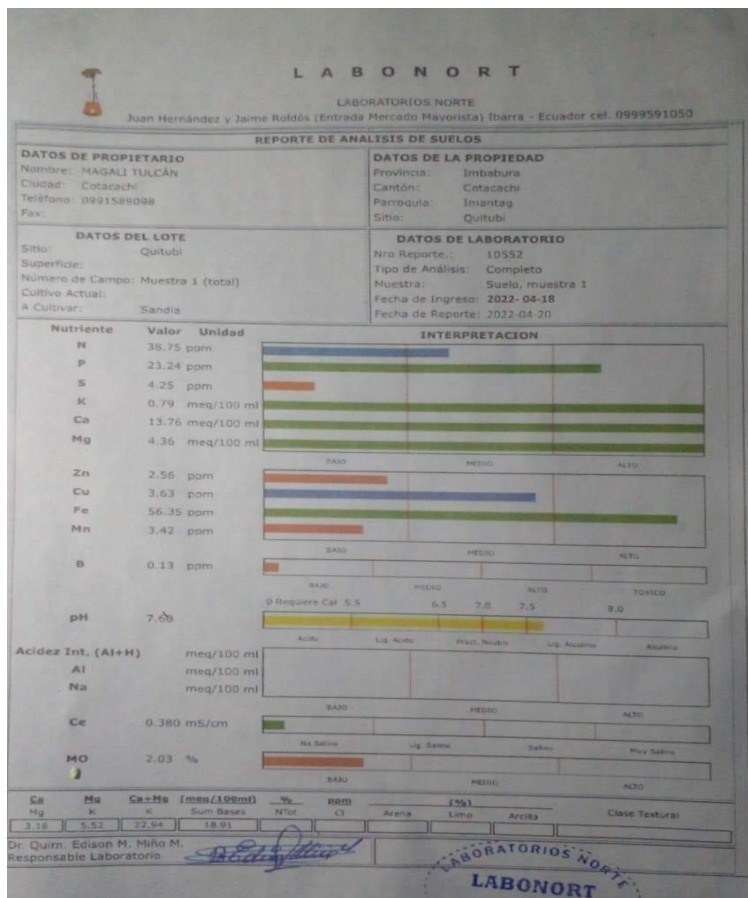 L A B O N O R T
LABORATORIOS NORTE
Juan Hernández y Jaime Roldós (Entrada Mercado Mayorista) Ibarra - Ecuador cel. 0999591050
REPORTE DE ANALISIS DE SUELOS
DATOS DE PROPIETARIO
Nombre: MAGALI TULCÁN
Ciudad: Cotacachi
Teléfono: 0991589098
Fax:
DATOS DE LA PROPIEDAD
Provincia: Imbabura
Cantón: Cotacachi
Parroquia: Imantag
Sitio: Quitubi
DATOS DEL LOTE
Sitio: Quitubi
Superficie:
Número de Campo: Muestra 1 (total)
Cultivo Actual:
A Cultivar: Sandia
DATOS DE LABORATORIO
Nro Reporte.: 10552
Tipo de Análisis: Completo
Muestra: Suelo, muestra 1
Fecha de Ingreso: 2022- 04-18
Fecha de Reporte: 2022-04-20
Nutriente Valor Unidad INTERPRETACION
N 38.75 ppm
P 23.24 ppm
S 4.25 ppm
K 0.79 meq/100 ml
Ca 13.76 meq/100 ml
Mg 4.36 meq/100 ml
BAJO MEDIO ALTO
Zn 2.56 ppm
Cu 3.63 ppm
Fe 56.35 ppm
Mn 3.42 ppm
BAJO MEDIO ALTO
B 0.13 ppm
BAJO MEDIO ALTO TOXICO
0 Requiere Cal 5.5 6.5 7.0 7.5 8.0
pH 7.60
Acido Lig. Acido Pract. Neutro Lig. Alcalino Alcalino
Acidez Int. (Al+H) meq/100 ml
Al meq/100 ml
Na meq/100 ml
BAJO MEDIO ALTO
Ce 0.380 mS/cm
No Salino Lig. Salino Salino Muy Salino
MO 2.03 %
BAJO MEDIO ALTO
Ca Mg Ca+Mg (meq/100ml) % ppm (%)
Mg K K Sum Bases NTot Cl Arena Limo Arcilla Clase Textural
3.16 5.52 22.94 18.91
Dr. Quim. Edison M. Miño M.
Responsable Laboratorio
LABORATORIOS NORTE
LABONORT